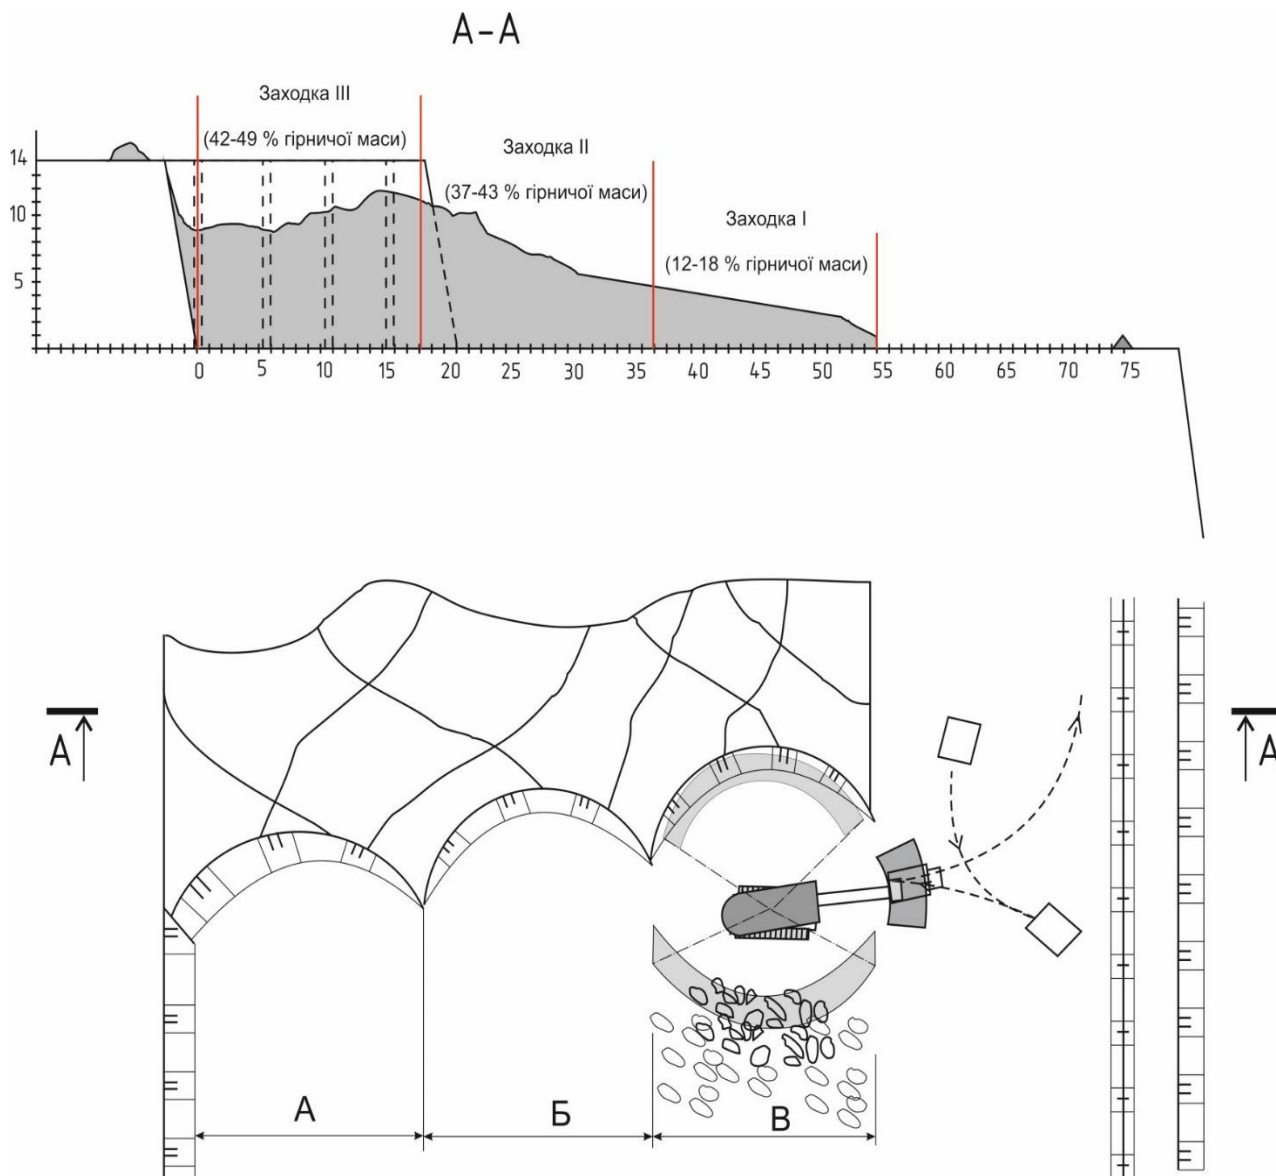 А-А
Заходка III
(42-49 % гірничої маси)
Заходка II
(37-43 % гірничої маси)
Заходка I
(12-18 % гірничої маси)
14
10
5
0 5 10 15 20 25 30 35 40 45 50 55 60 65 70 75
А
А
А
Б
В